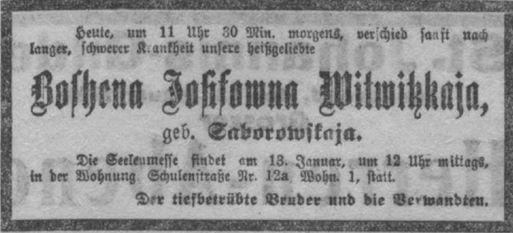 Heute, um 11 Uhr 30 Min. morgens, verschied sanft nach
langer, schwerer Krankheit unsere heißgeliebte
Boshena Josifowna Witwitzkaja,
geb. Saborowskaja.
Die Seelenmesse findet am 13. Januar, um 12 Uhr mittags,
in der Wohnung Schulenstraße Nr. 12a Wohn. 1, statt.
Der tiefbetrübte Bruder und die Verwandten.